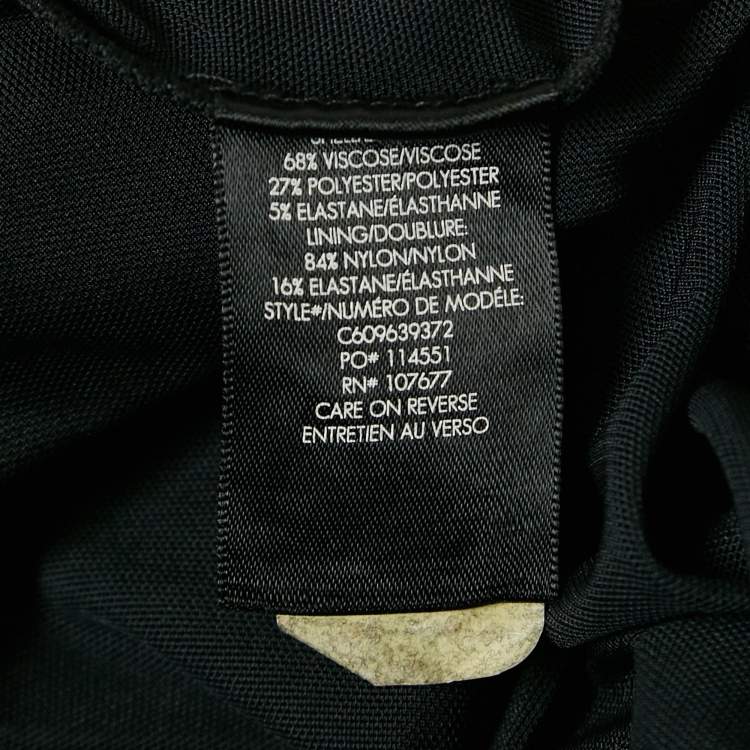 68% VISCOSE/VISCOSE
27% POLYESTER/POLYESTER
5% ELASTANE/ÉLASTHANNE
LINING/DOUBLURE:
84% NYLON/NYLON
16% ELASTANE/ÉLASTHANNE
STYLE#/NUMÉRO DE MODÉLE:
C609639372
PO# 114551
RN# 107677
CARE ON REVERSE
ENTRETIEN AU VERSO